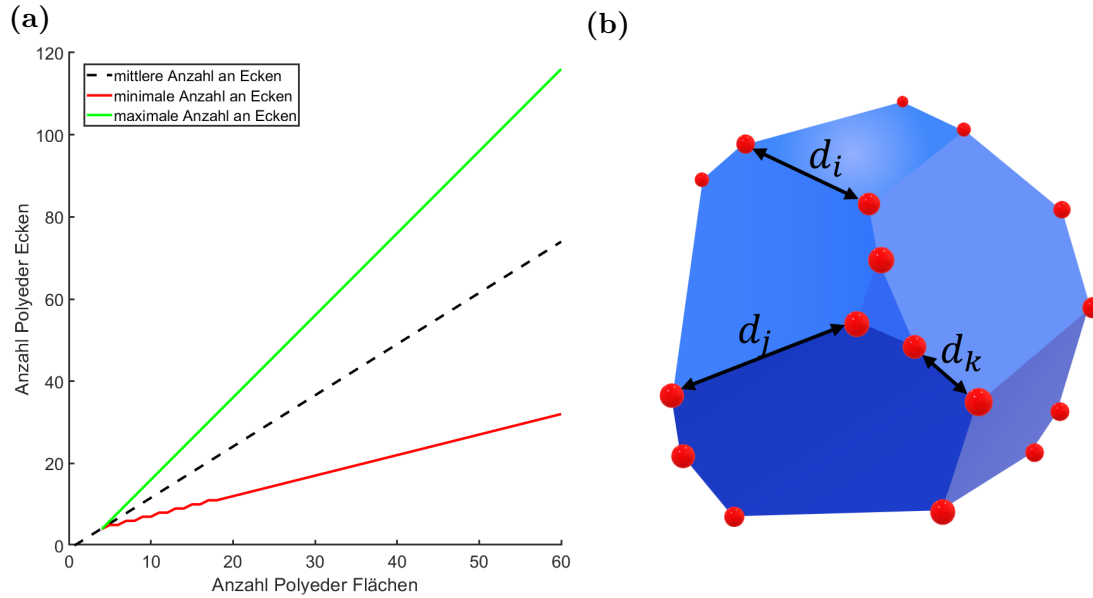 (a)
(b)
120
100
80
60
40
20
0
0
10
20
30
40
50
60
Anzahl Polyeder Ecken
Anzahl Polyeder Flächen
mittlere Anzahl an Ecken
minimale Anzahl an Ecken
maximale Anzahl an Ecken
d_i
d_j
d_k